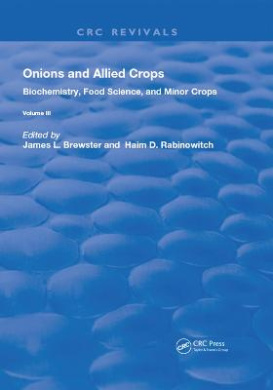 CRC REVIVALS
Onions and Allied Crops
Biochemistry, Food Science, and Minor Crops
Volume III
Edited by
James L. Brewster and Haim D. Rabinowitch
CRC Press
Taylor & Francis Group